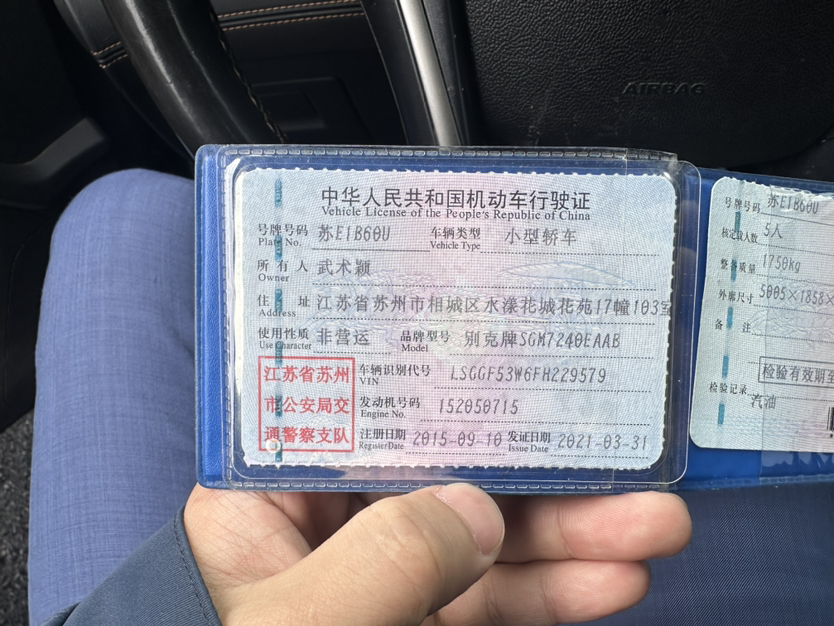 AIRBAG
中华人民共和国机动车行驶证
Vehicle License of the People's Republic of China
号牌号码 苏E1B60U 车辆类型 小型轿车
Plate No. Vehicle Type
所有人 武术颖
Owner
住址 江苏省苏州市相城区水漾花城花苑17幢103室
Address
使用性质 非营运 品牌型号 别克牌SGM7240EAAB
Use Character Model
江苏省苏州
市公安局交
通警察支队
车辆识别代号 LSGGF53W6FH229579
VIN
发动机号码 152050715
Engine No.
注册日期 2015-09-10 发证日期 2021-03-31
Register Date Issue Date
号牌号码 苏E1B60U
核定载人数 5人
整备质量 1750kg
外廓尺寸 5005×1858×
备注
检验有效期至
检验记录
汽油